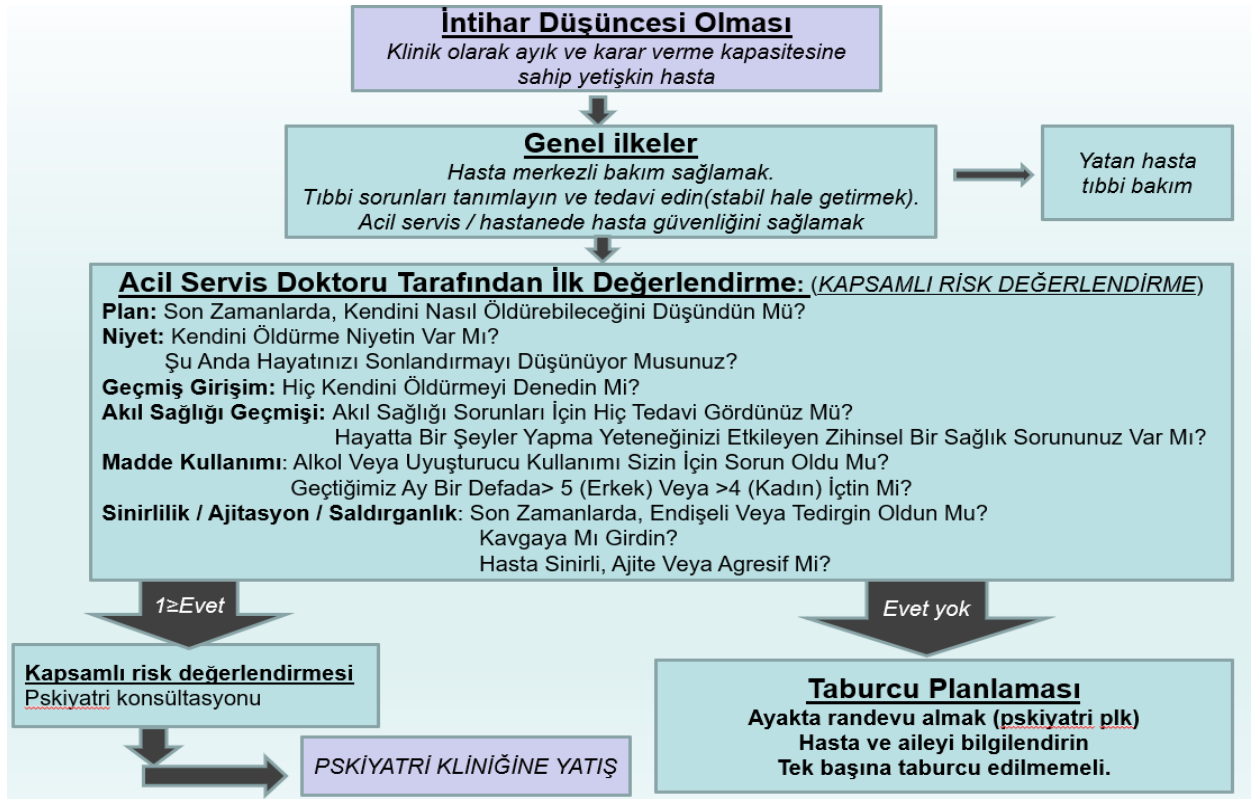 İntihar Düşüncesi Olması
Klinik olarak ayık ve karar verme kapasitesine
sahip yetişkin hasta
Genel ilkeler
Hasta merkezli bakım sağlamak.
Tıbbi sorunları tanımlayın ve tedavi edin(stabil hale getirmek).
Acil servis / hastanede hasta güvenliğini sağlamak
Yatan hasta
tıbbi bakım
Acil Servis Doktoru Tarafından İlk Değerlendirme: (KAPSAMLI RİSK DEĞERLENDİRME)
Plan: Son Zamanlarda, Kendini Nasıl Öldürebileceğini Düşündün Mü?
Niyet: Kendini Öldürme Niyetin Var Mı?
Şu Anda Hayatınızı Sonlandırmayı Düşünüyor Musunuz?
Geçmiş Girişim: Hiç Kendini Öldürmeyi Denedin Mi?
Akıl Sağlığı Geçmişi: Akıl Sağlığı Sorunları İçin Hiç Tedavi Gördünüz Mü?
Hayatta Bir Şeyler Yapma Yeteneğinizi Etkileyen Zihinsel Bir Sağlık Sorununuz Var Mı?
Madde Kullanımı: Alkol Veya Uyuşturucu Kullanımı Sizin İçin Sorun Oldu Mu?
Geçtiğimiz Ay Bir Defada> 5 (Erkek) Veya >4 (Kadın) İçtin Mi?
Sinirlilik / Ajitasyon / Saldırganlık: Son Zamanlarda, Endişeli Veya Tedirgin Oldun Mu?
Kavgaya Mı Girdin?
Hasta Sinirli, Ajite Veya Agresif Mi?
1≥Evet
Evet yok
Kapsamlı risk değerlendirmesi
Pskiyatri konsültasyonu
PSKİYATRİ KLİNİĞİNE YATIŞ
Taburcu Planlaması
Ayakta randevu almak (pskiyatri plk)
Hasta ve aileyi bilgilendirin
Tek başına taburcu edilmemeli.